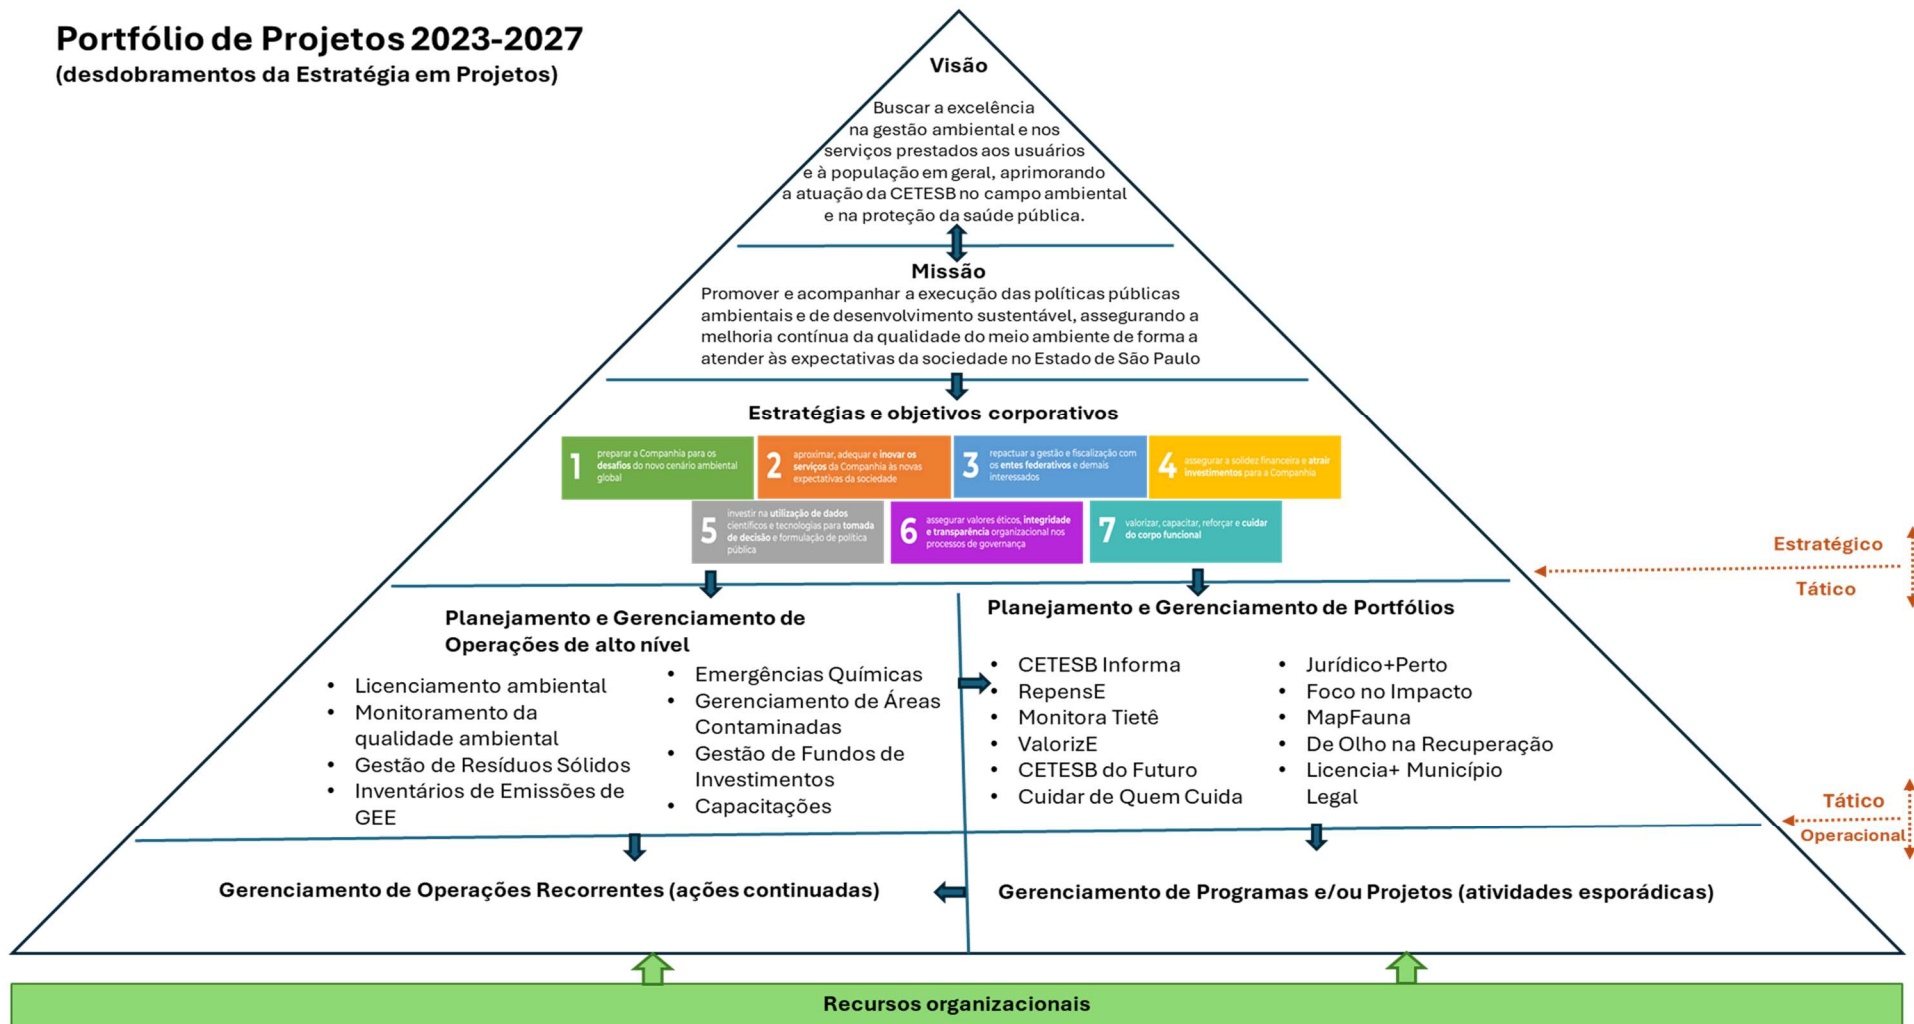 Portfólio de Projetos 2023-2027
(desdobramentos da Estratégia em Projetos)
Visão
Buscar a excelência
na gestão ambiental e nos
serviços prestados aos usuários
e à população em geral, aprimorando
a atuação da CETESB no campo ambiental
e na proteção da saúde pública.
Missão
Promover e acompanhar a execução das políticas públicas
ambientais e de desenvolvimento sustentável, assegurando a
melhoria contínua da qualidade do meio ambiente de forma a
atender às expectativas da sociedade no Estado de São Paulo
Estratégias e objetivos corporativos
1
preparar a Companhia para os
desafios do novo cenário ambiental
global
2
aproximar, adequar e inovar os
serviços da Companhia às novas
expectativas da sociedade
3
repactuar a gestão e fiscalização com
os entes federativos e demais
interessados
4
assegurar a solidez financeira e atrair
investimentos para a Companhia
5
investir na utilização de dados
científicos e tecnologias para tomada
de decisão e formulação de política
pública
6
assegurar valores éticos, integridade
e transparência organizacional nos
processos de governança
7
valorizar, capacitar, reforçar e cuidar
do corpo funcional
Estratégico
Tático
Planejamento e Gerenciamento de
Operações de alto nível
• Licenciamento ambiental
• Monitoramento da
qualidade ambiental
• Gestão de Resíduos Sólidos
• Inventários de Emissões de
GEE
• Emergências Químicas
• Gerenciamento de Áreas
Contaminadas
• Gestão de Fundos de
Investimentos
• Capacitações
Planejamento e Gerenciamento de Portfólios
• CETESB Informa
• RepensE
• Monitora Tietê
• ValorizE
• CETESB do Futuro
• Cuidar de Quem Cuida
• Jurídico+Perto
• Foco no Impacto
• MapFauna
• De Olho na Recuperação
• Licencia+ Município
Legal
Tático
Operacional
Gerenciamento de Operações Recorrentes (ações continuadas)
Gerenciamento de Programas e/ou Projetos (atividades esporádicas)
Recursos organizacionais